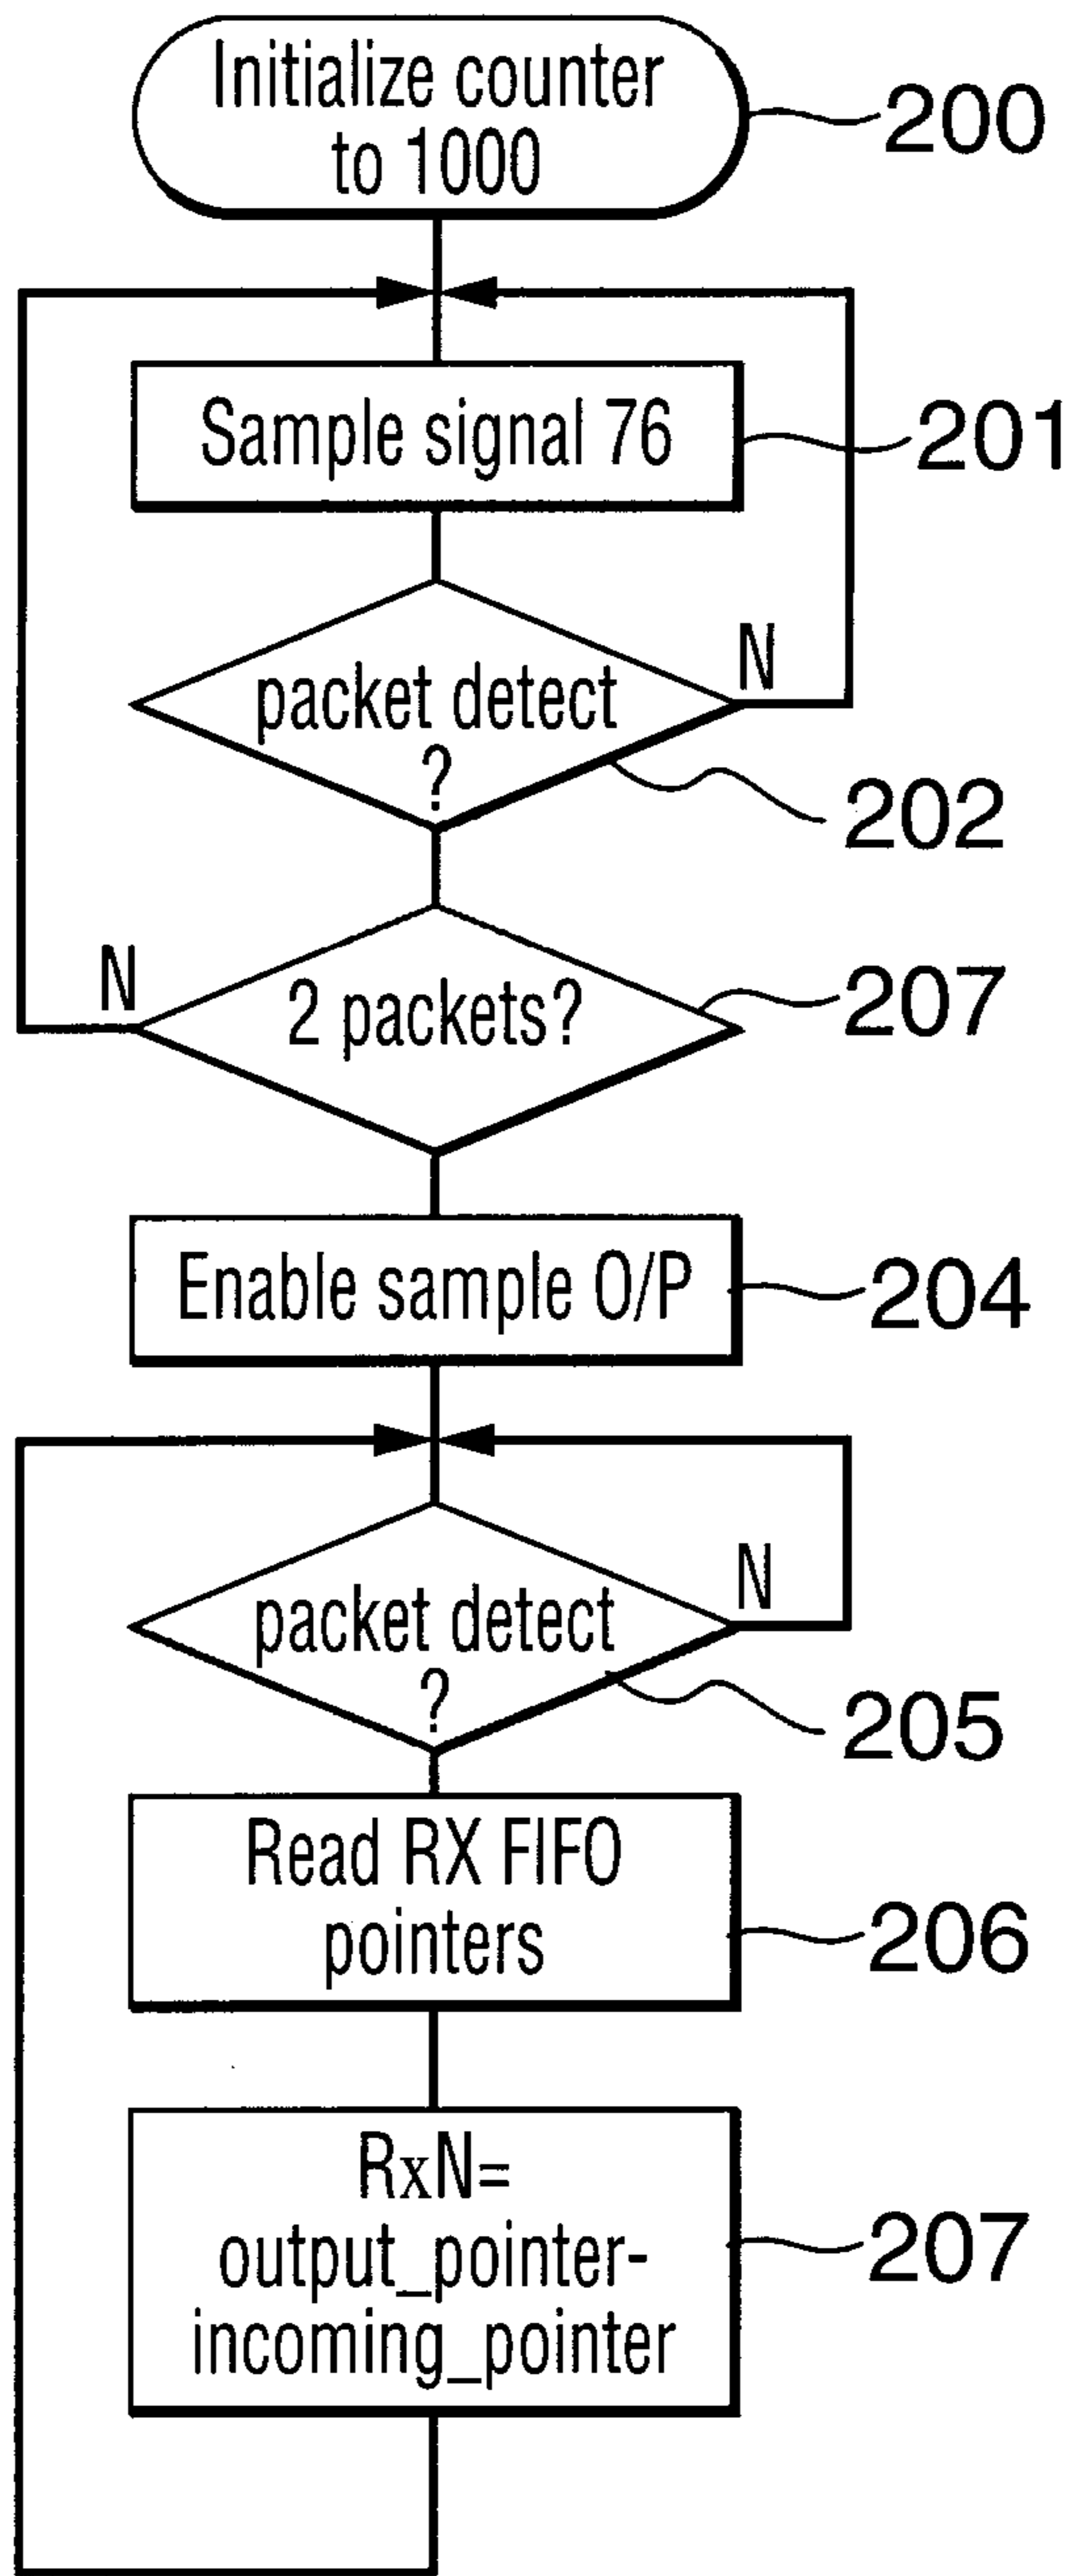 Initialize counter
to 1000
200
Sample signal 76
201
N
packet detect
?
202
N
2 packets?
207
Enable sample O/P
204
N
packet detect
?
205
Read RX FIFO
pointers
206
RxN=
output_pointer-
incoming_pointer
207